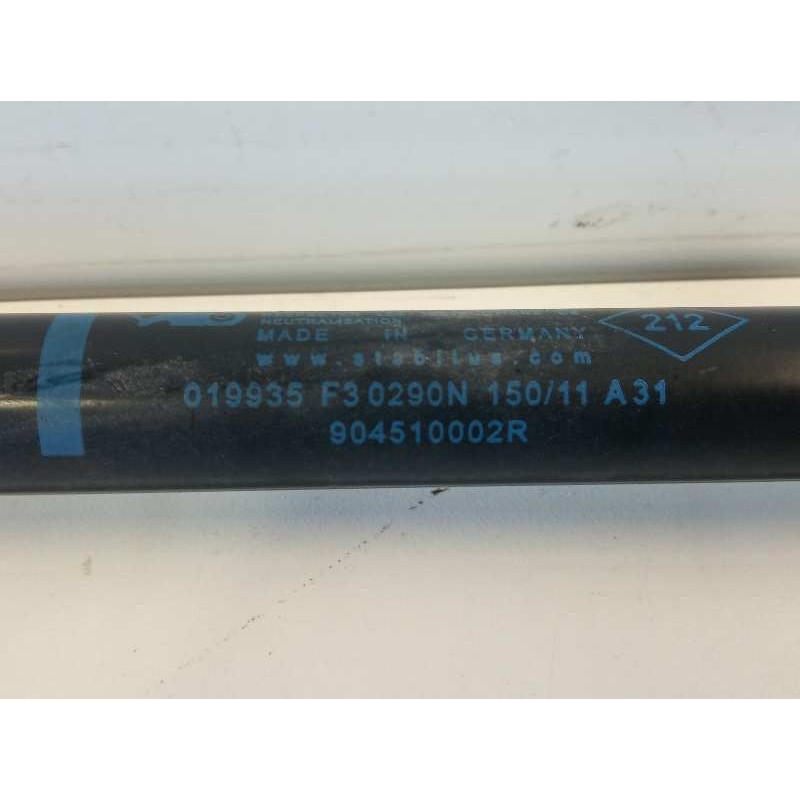 NEUTRALISATION
MADE IN GERMANY
212
www.stabilus.com
019935 F3 0290N 150/11 A31
904510002R